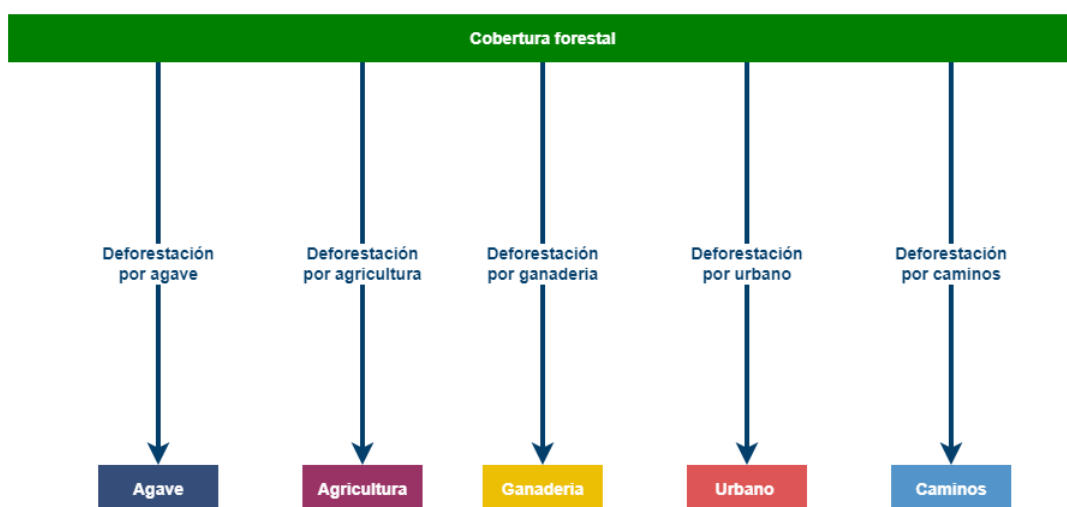 Cobertura forestal
Deforestación
por agave
Deforestación
por agricultura
Deforestación
por ganaderia
Deforestación
por urbano
Deforestación
por caminos
Agave
Agricultura
Ganaderia
Urbano
Caminos